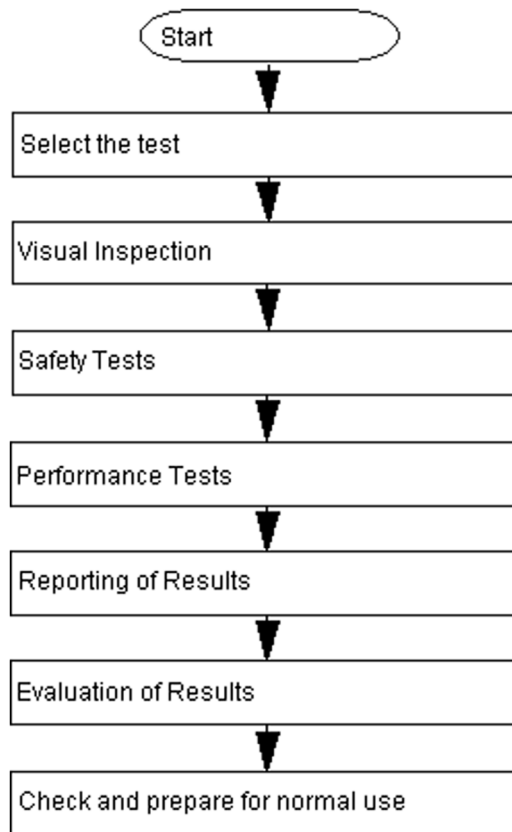 Start
Select the test
Visual Inspection
Safety Tests
Performance Tests
Reporting of Results
Evaluation of Results
Check and prepare for normal use